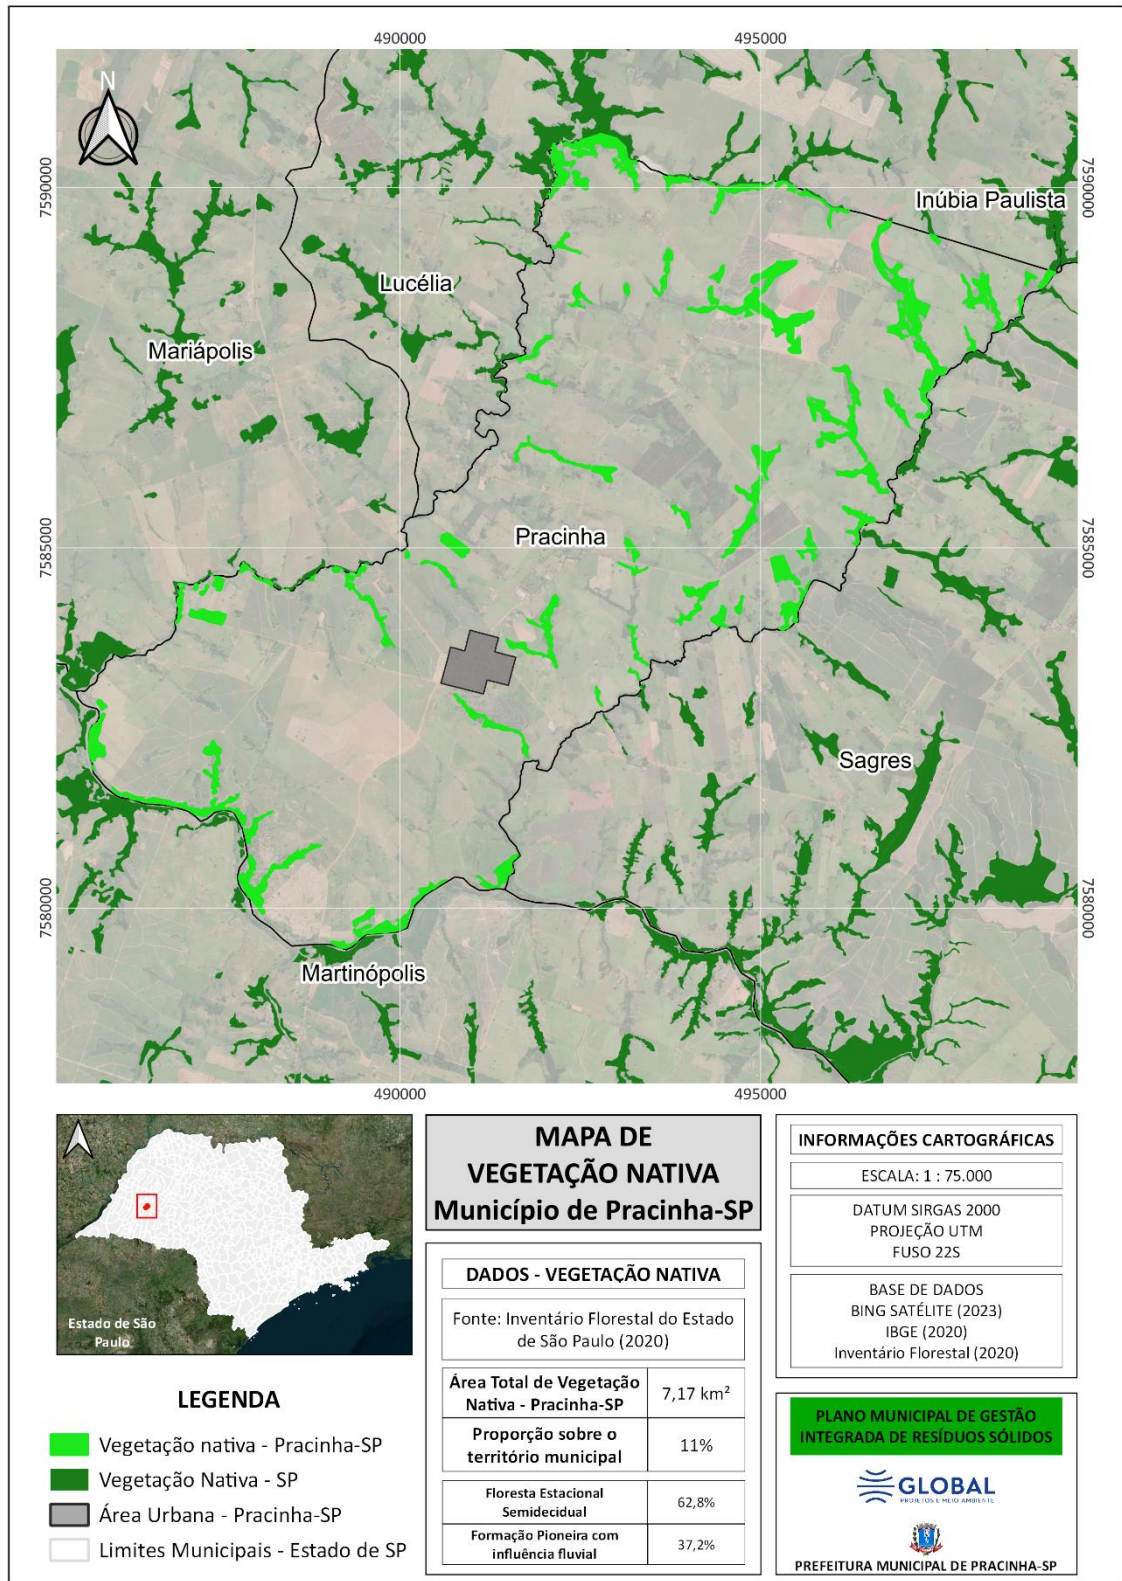 490000
495000
N
7590000
7590000
Inúbia Paulista
Lucélia
Mariápolis
Pracinha
7585000
7585000
Sagres
7580000
7580000
Martinópolis
490000
495000
Estado de São
Paulo
MAPA DE
VEGETAÇÃO NATIVA
Município de Pracinha-SP
DADOS - VEGETAÇÃO NATIVA
Fonte: Inventário Florestal do Estado
de São Paulo (2020)
Área Total de Vegetação
Nativa - Pracinha-SP
7,17 km²
Proporção sobre o
território municipal
11%
Floresta Estacional
Semidecidual
62,8%
Formação Pioneira com
influência fluvial
37,2%
INFORMAÇÕES CARTOGRÁFICAS
ESCALA: 1 : 75.000
DATUM SIRGAS 2000
PROJEÇÃO UTM
FUSO 22S
BASE DE DADOS
BING SATÉLITE (2023)
IBGE (2020)
Inventário Florestal (2020)
LEGENDA
Vegetação nativa - Pracinha-SP
Vegetação Nativa - SP
Área Urbana - Pracinha-SP
Limites Municipais - Estado de SP
PLANO MUNICIPAL DE GESTÃO
INTEGRADA DE RESÍDUOS SÓLIDOS
GLOBAL
PROJETOS E MEIO AMBIENTE
PREFEITURA MUNICIPAL DE PRACINHA-SP